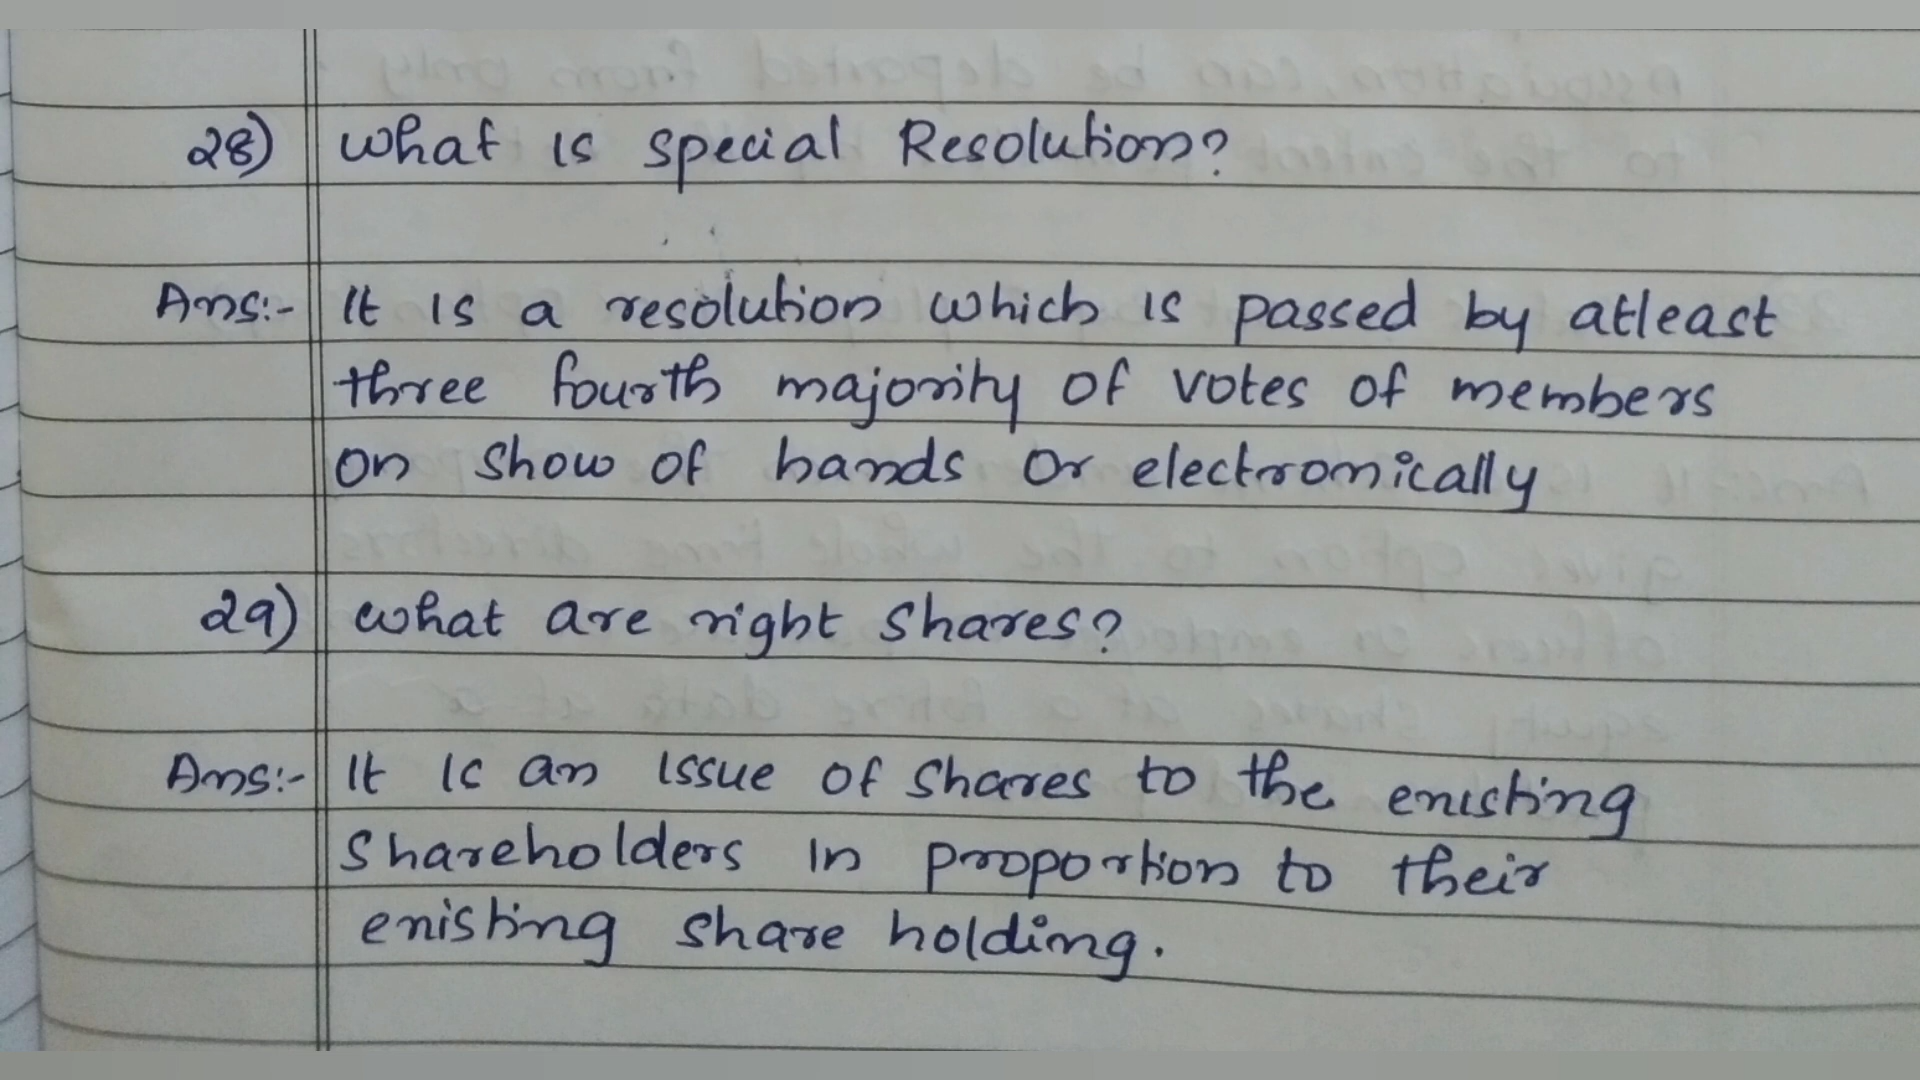 28) What is special Resolution?
Ans:- It is a resolution which is passed by atleast
three fourth majority of votes of members
on show of hands or electronically
29) What are right shares?
Ans:- It is an issue of shares to the existing
shareholders in proportion to their
existing share holding.